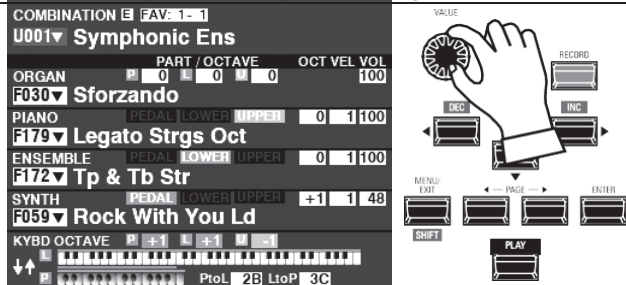 COMBINATION E FAV: 1- 1
U001▼ Symphonic Ens
PART / OCTAVE OCT VEL VOL
ORGAN P 0 L 0 U 0 100
F030▼ Sforzando
PIANO PEDAL LOWER UPPER 0 1 100
F179▼ Legato Strgs Oct
ENSEMBLE PEDAL LOWER UPPER 0 1 100
F172▼ Tp & Tb Str
SYNTH PEDAL LOWER UPPER +1 1 48
F059▼ Rock With You Ld
KYBD OCTAVE P +1 L +1 U -1
L
P PtoL 2B LtoP 3C
VALUE
RECORD
DEC INC
MENU/
EXIT
PAGE
ENTER
SHIFT
PLAY